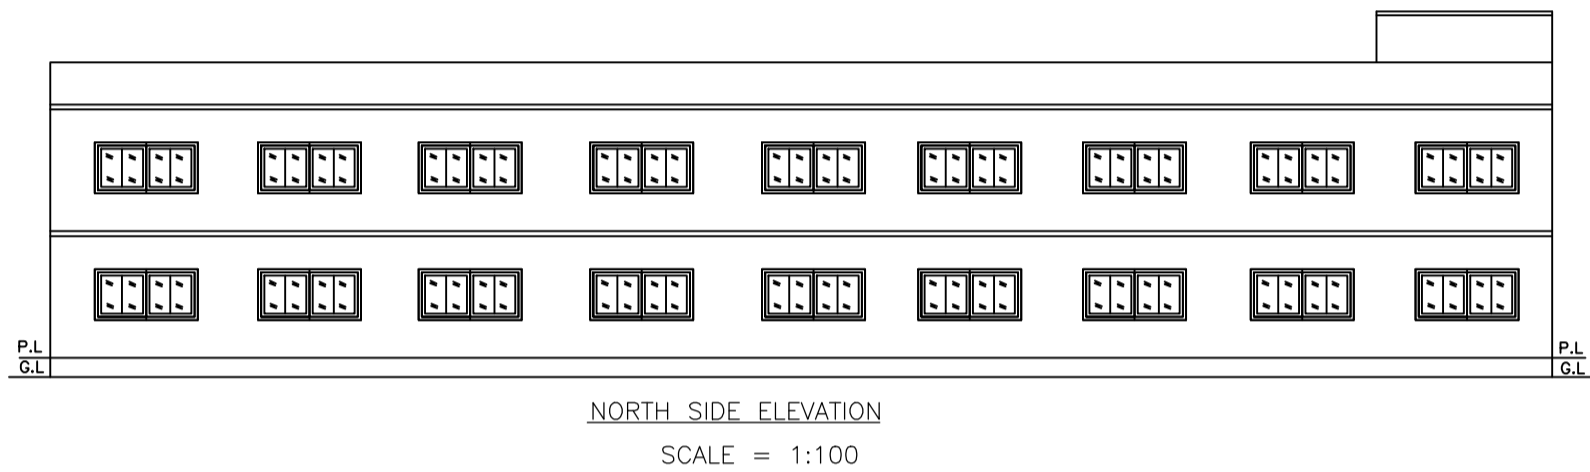 P.L
G.L
P.L
G.L
NORTH SIDE ELEVATION
SCALE = 1:100